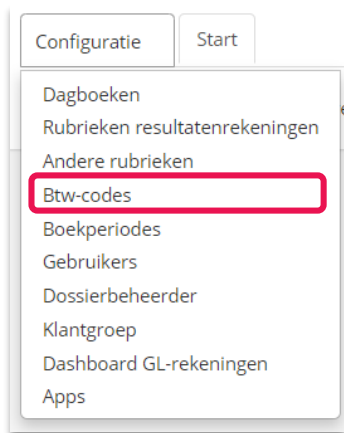 Configuratie Start
Dagboeken
Rubrieken resultatenrekeningen
Andere rubrieken
Btw-codes
Boekperiodes
Gebruikers
Dossierbeheerder
Klantgroep
Dashboard GL-rekeningen
Apps